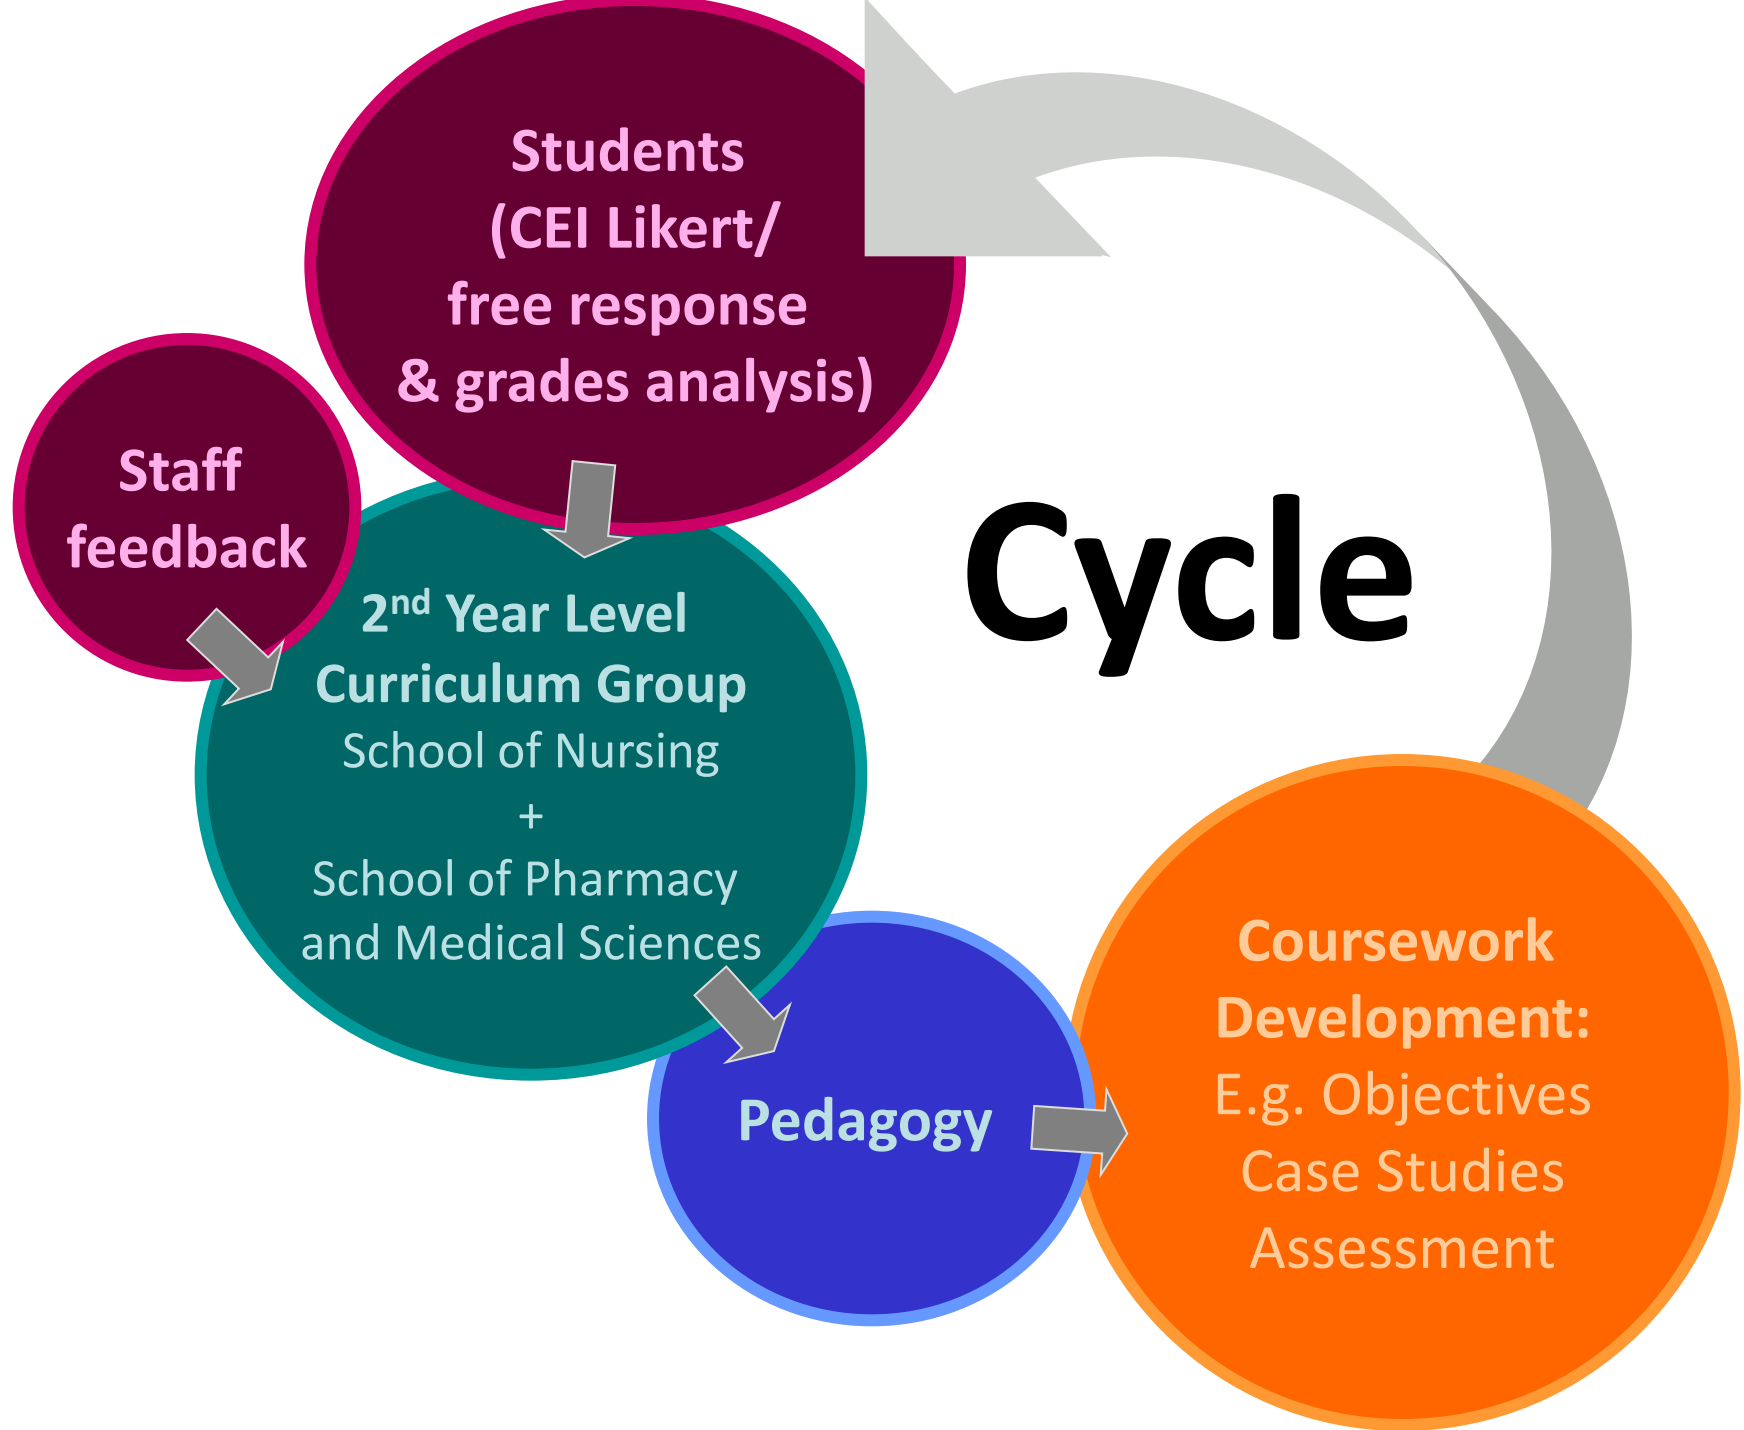 Students
(CEI Likert/
free response
& grades analysis)
Staff
feedback
Cycle
2nd Year Level
Curriculum Group
School of Nursing
+
School of Pharmacy
and Medical Sciences
Pedagogy
Coursework
Development:
E.g. Objectives
Case Studies
Assessment